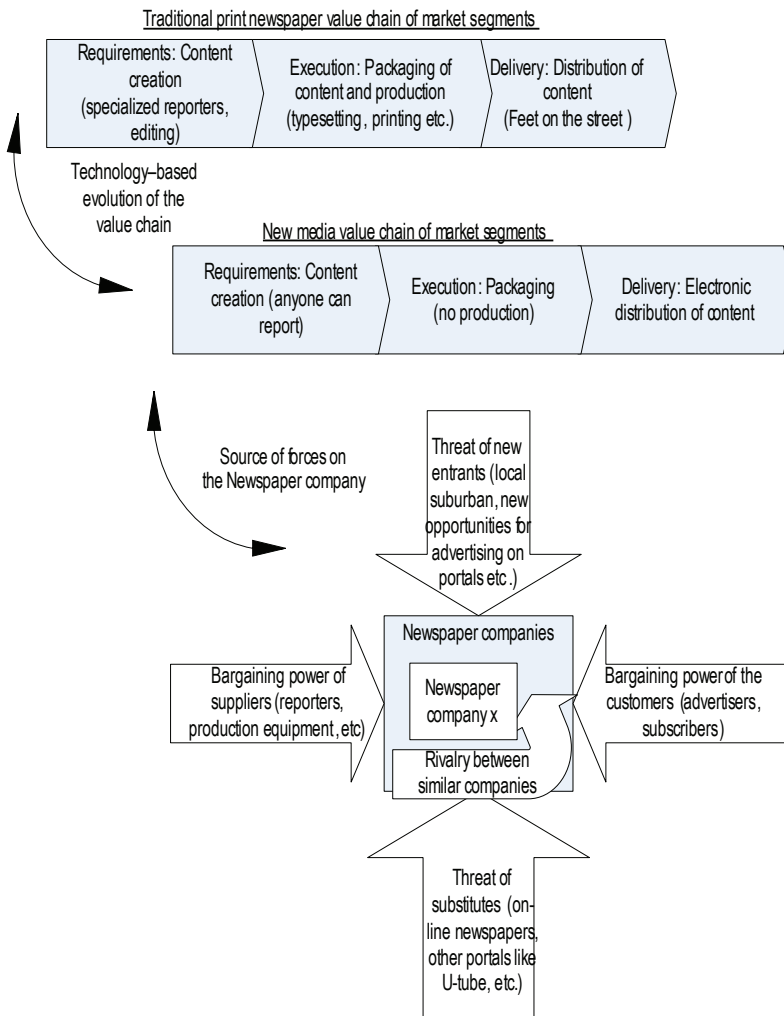 Traditional print newspaper value chain of market segments
Requirements: Content
creation
(specialized reporters,
editing)
Execution: Packaging of
content and production
(typesetting, printing etc.)
Delivery: Distribution of
content
(Feet on the street )
Technology–based
evolution of the
value chain
New media value chain of market segments
Requirements: Content
creation (anyone can
report)
Execution: Packaging
(no production)
Delivery: Electronic
distribution of content
Source of forces on
the Newspaper company
Threat of new
entrants (local
suburban, new
opportunities for
advertising on
portals etc.)
Newspaper companies
Bargaining power of
suppliers (reporters,
production equipment, etc)
Newspaper
company x
Bargaining power of the
customers (advertisers,
subscribers)
Rivalry between
similar companies
Threat of
substitutes (on-
line newspapers,
other portals like
U-tube, etc.)